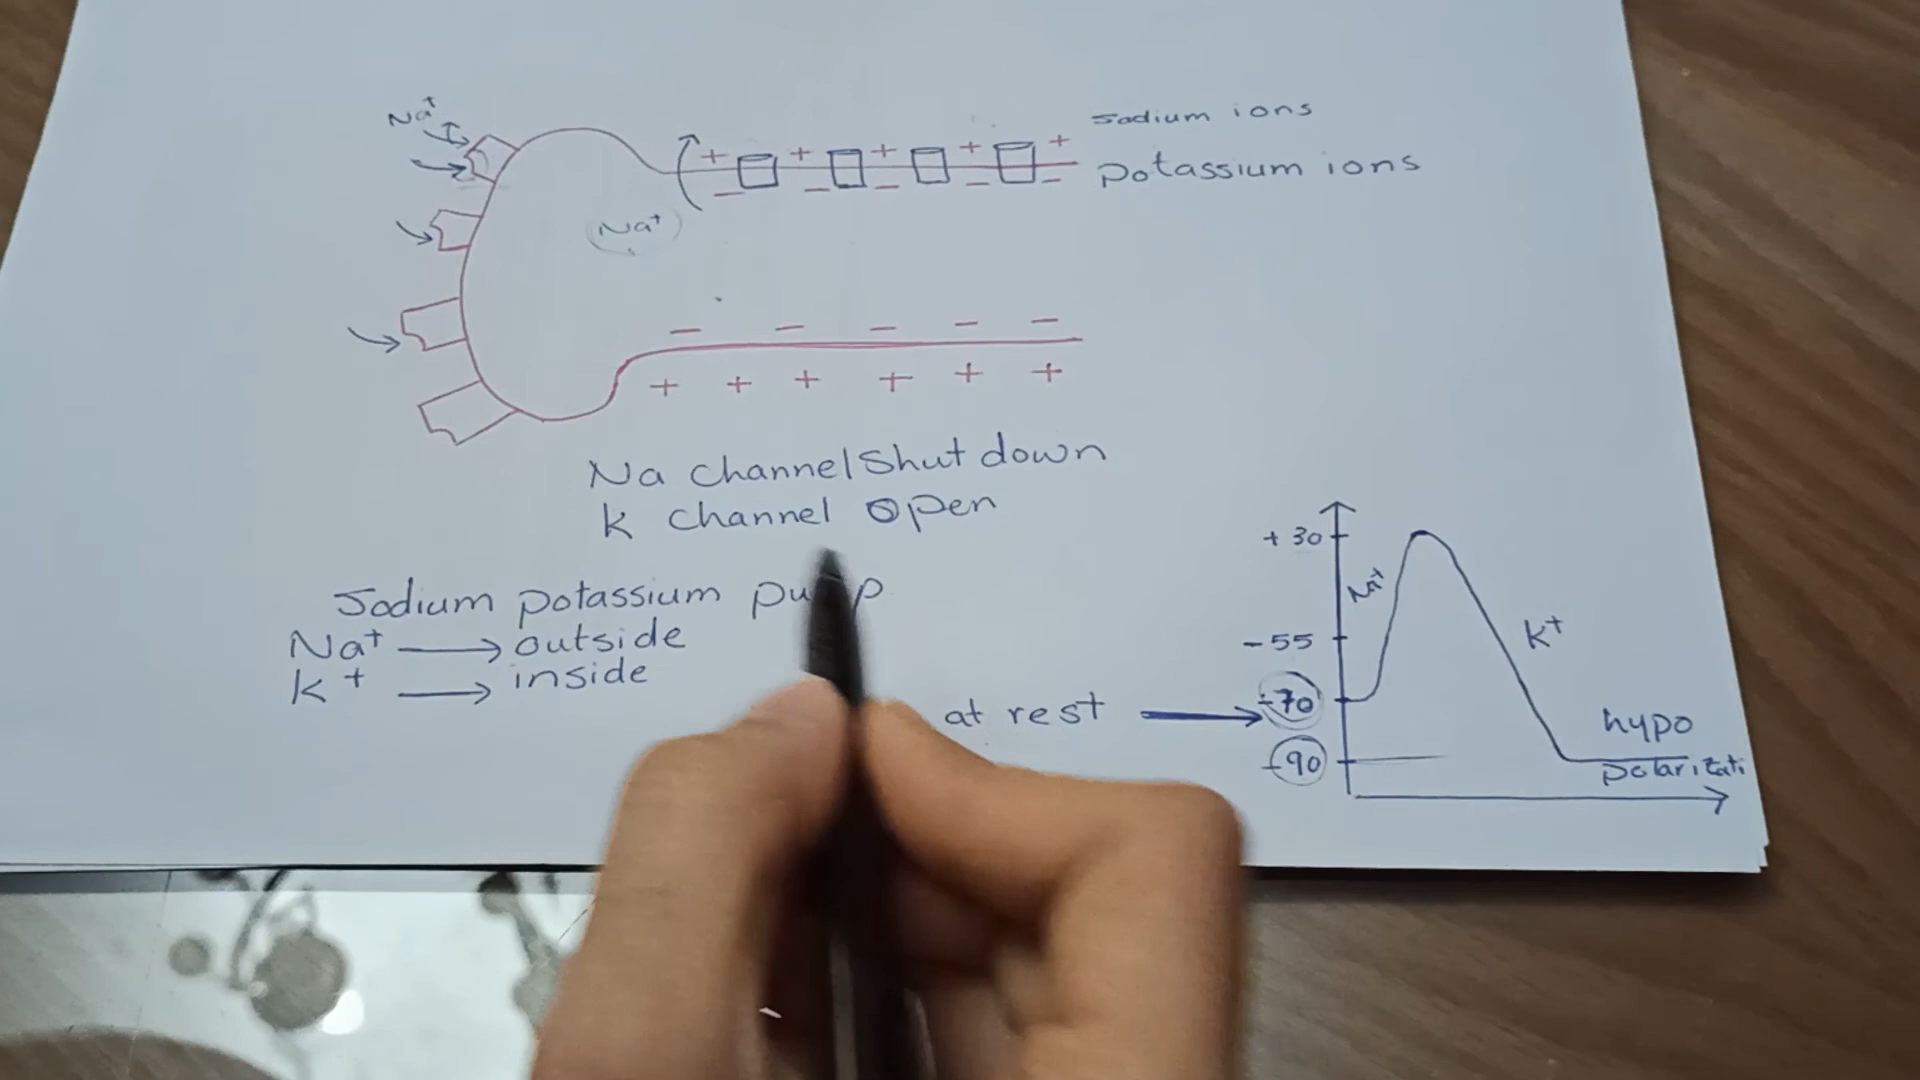 Na+
Sodium ions
+ + + + +
potassium ions
- - - - -
Na+
- - - - -
+ + + + + +
Na channel Shut down
K channel Open
Sodium potassium
Na+ → outside
K+ → inside
at rest →
+30
Na+
-55
K+
-70
-90
hypo
polarizati